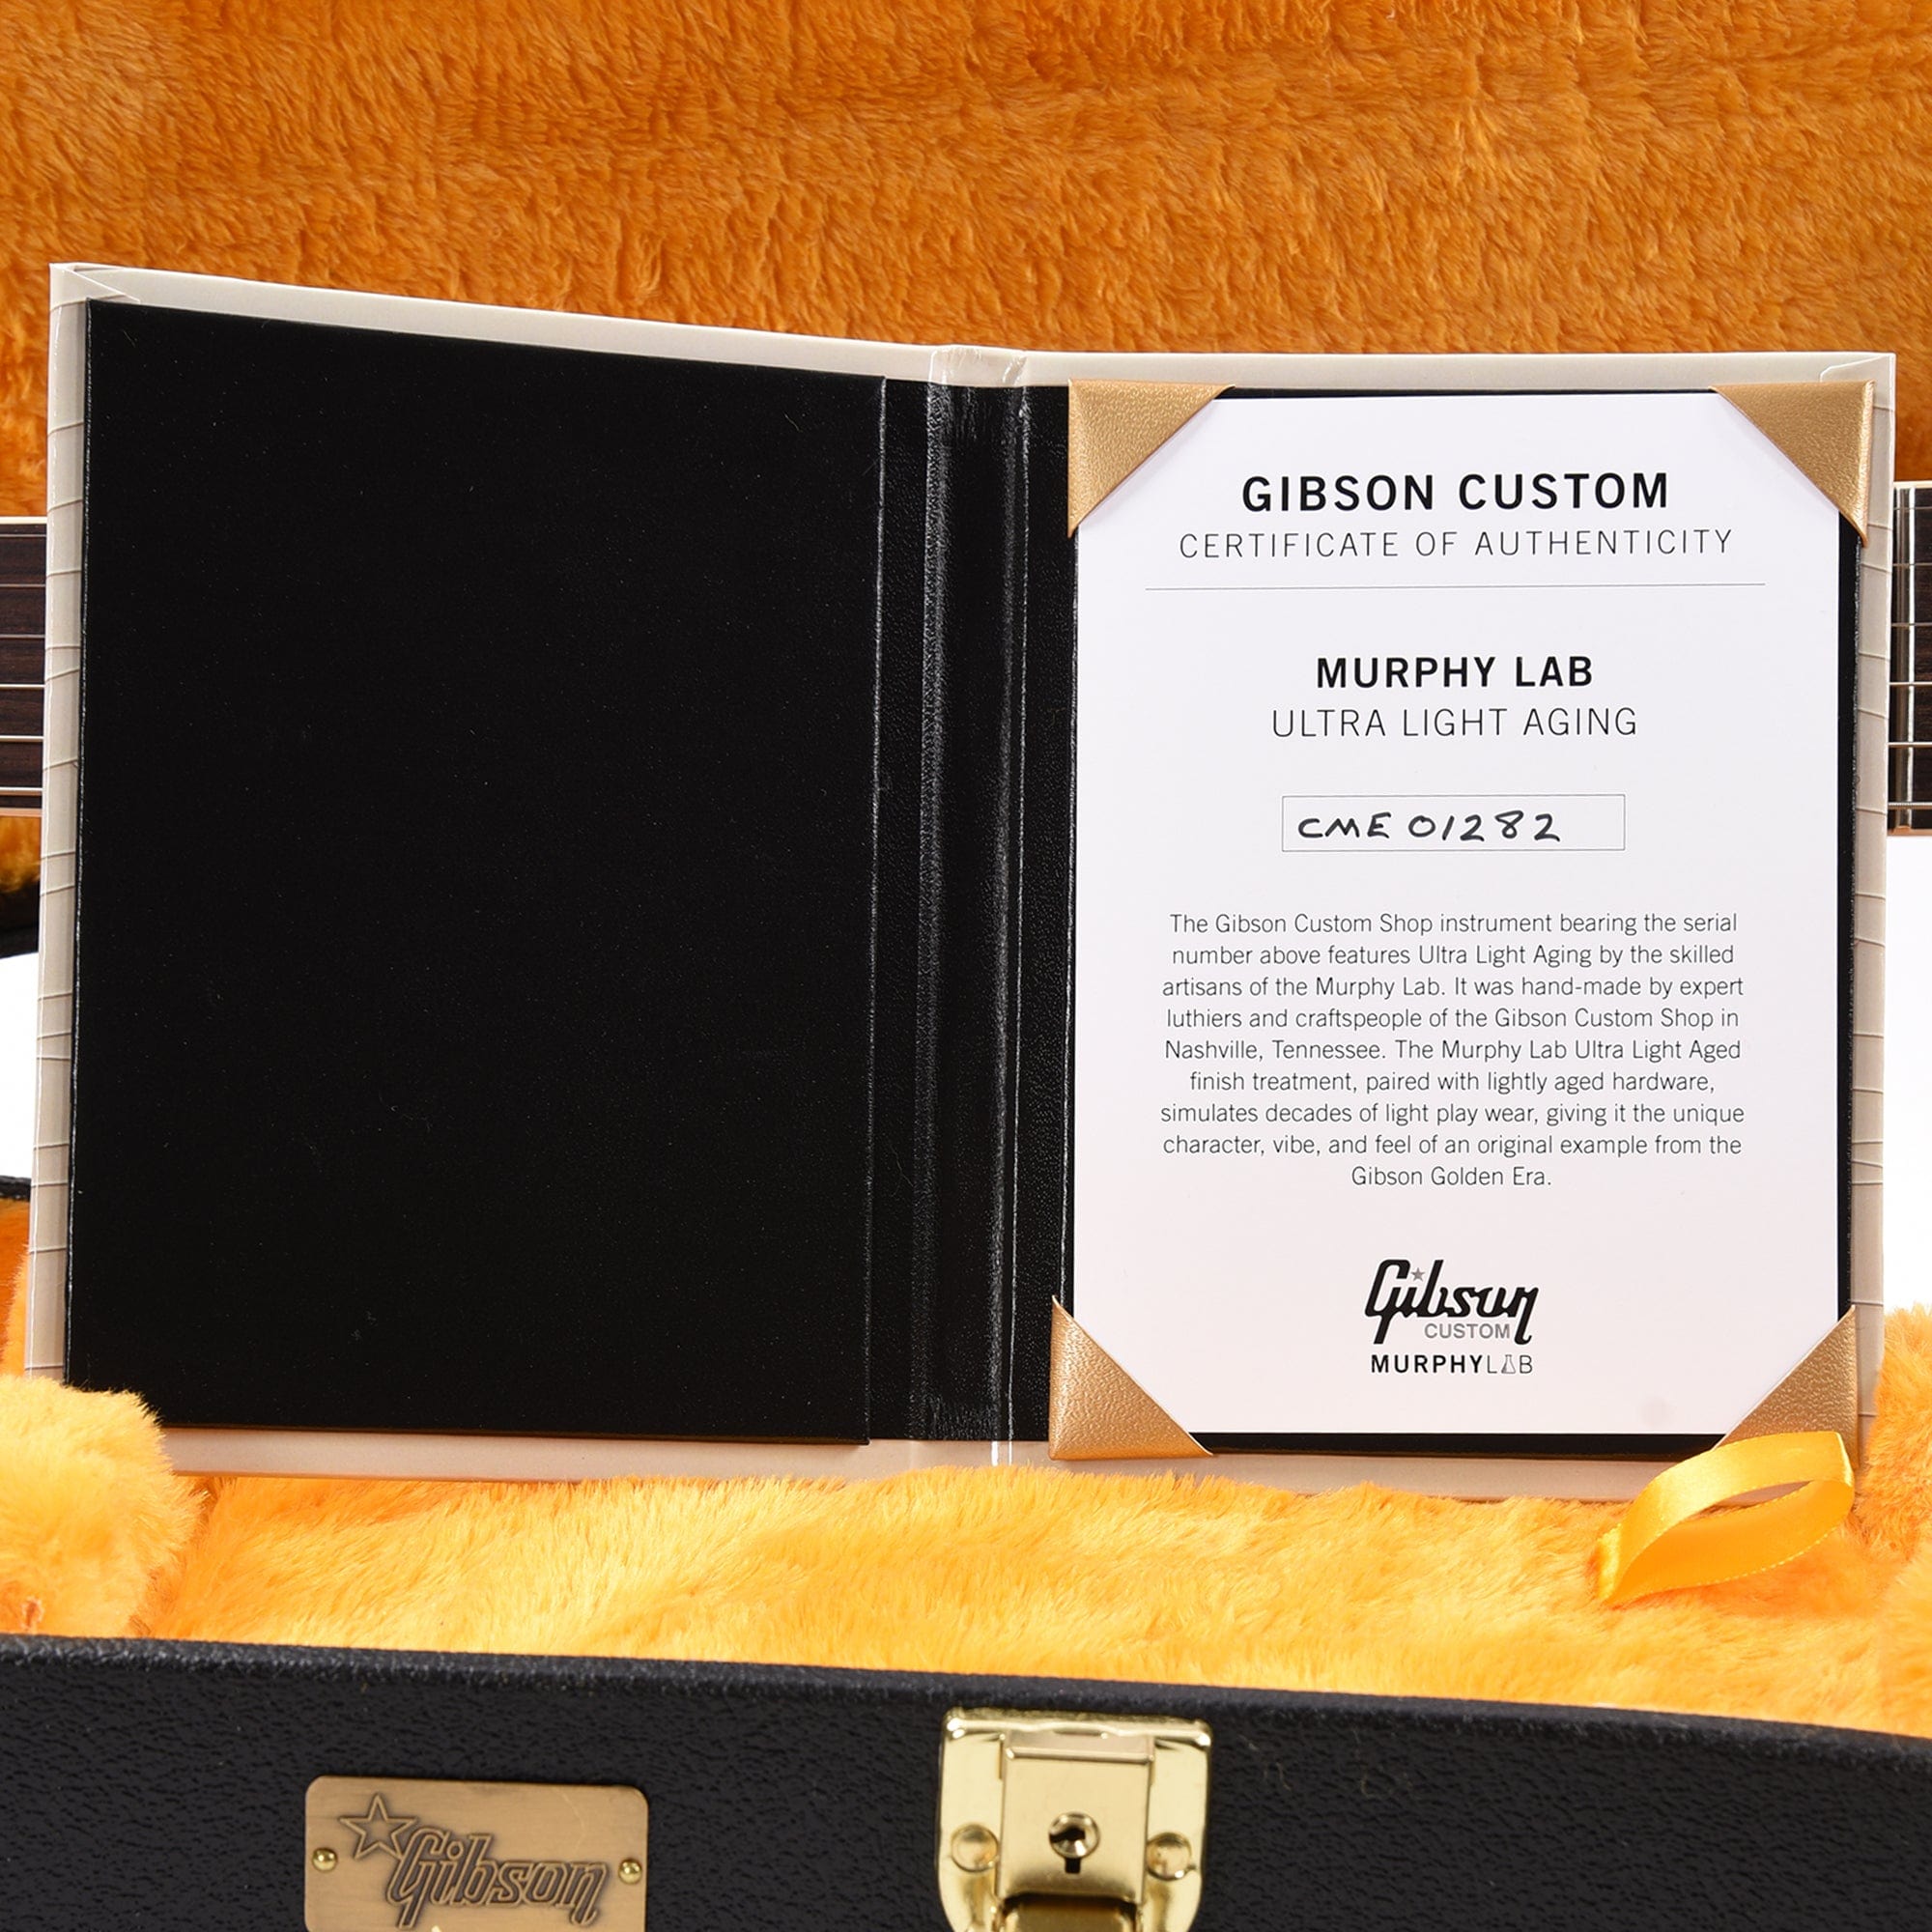 GIBSON CUSTOM
CERTIFICATE OF AUTHENTICITY
MURPHY LAB
ULTRA LIGHT AGING
CME 01282
The Gibson Custom Shop instrument bearing the serial
number above features Ultra Light Aging by the skilled
artisans of the Murphy Lab. It was hand-made by expert
luthiers and craftspeople of the Gibson Custom Shop in
Nashville, Tennessee. The Murphy Lab Ultra Light Aged
finish treatment, paired with lightly aged hardware,
simulates decades of light play wear, giving it the unique
character, vibe, and feel of an original example from the
Gibson Golden Era.
Gibson
CUSTOM
MURPHYLAB
Gibson